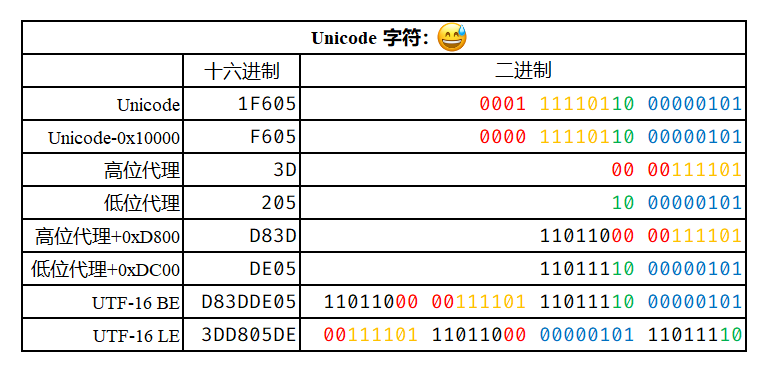 Unicode 字符：😅
十六进制 二进制
Unicode 1F605 0001 11110110 00000101
Unicode-0x10000 F605 0000 11110110 00000101
高位代理 3D 00 00111101
低位代理 205 10 00000101
高位代理+0xD800 D83D 11011000 00111101
低位代理+0xDC00 DE05 11011110 00000101
UTF-16 BE D83DDE05 11011000 00111101 11011110 00000101
UTF-16 LE 3DD805DE 00111101 11011000 00000101 11011110